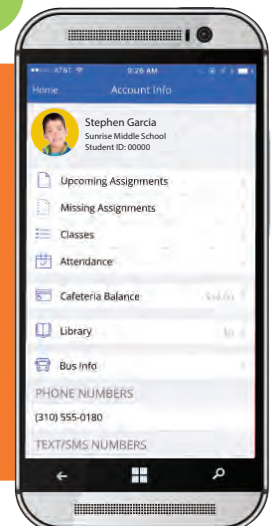 AT&T 9:26 AM
Home Account Info
Stephen Garcia
Sunrise Middle School
Student ID: 00000
Upcoming Assignments
Missing Assignments
Classes
Attendance
Cafeteria Balance
Library
Bus Info
PHONE NUMBERS
(310) 555-0180
TEXT/SMS NUMBERS